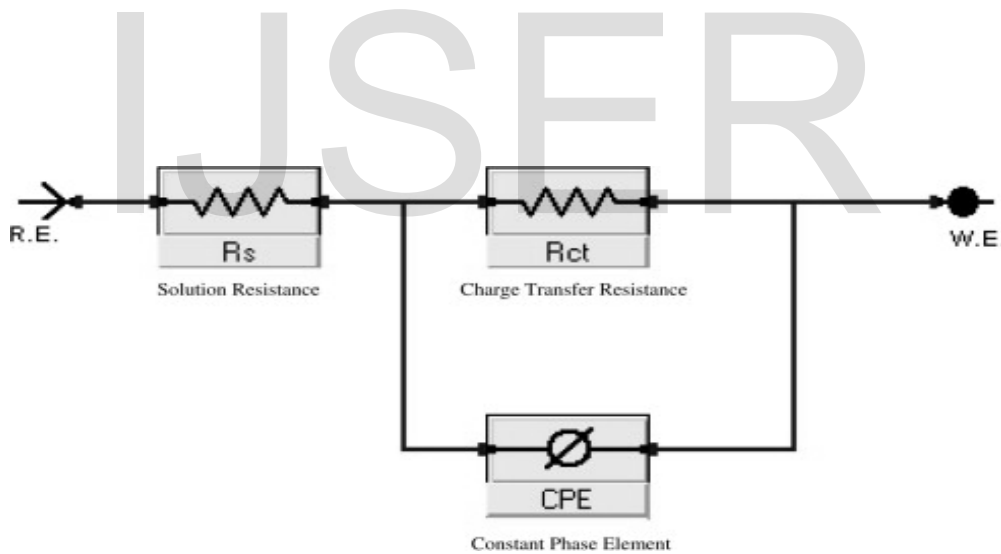 IJSER
R.E.
Rs
Solution Resistance
Rct
Charge Transfer Resistance
W.E
CPE
Constant Phase Element